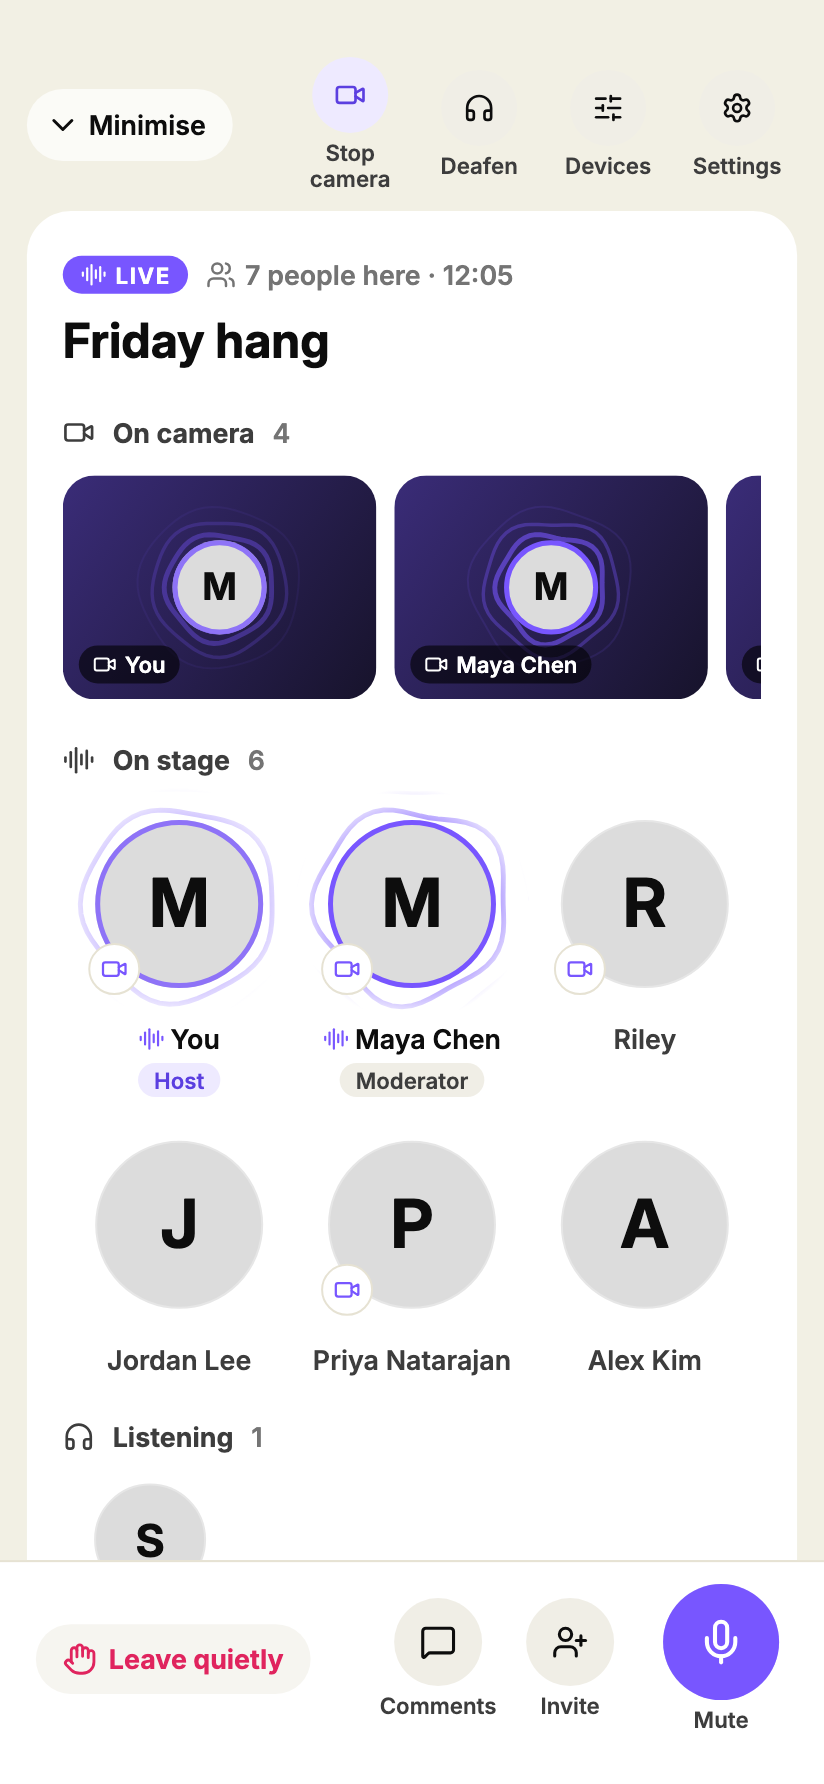 Minimise
Stop
camera
Deafen
Devices
Settings
LIVE
7 people here · 12:05
Friday hang
On camera 4
M
You
M
Maya Chen
On stage 6
M
You
Host
M
Maya Chen
Moderator
R
Riley
J
Jordan Lee
P
Priya Natarajan
A
Alex Kim
Listening 1
S
Leave quietly
Comments
Invite
Mute